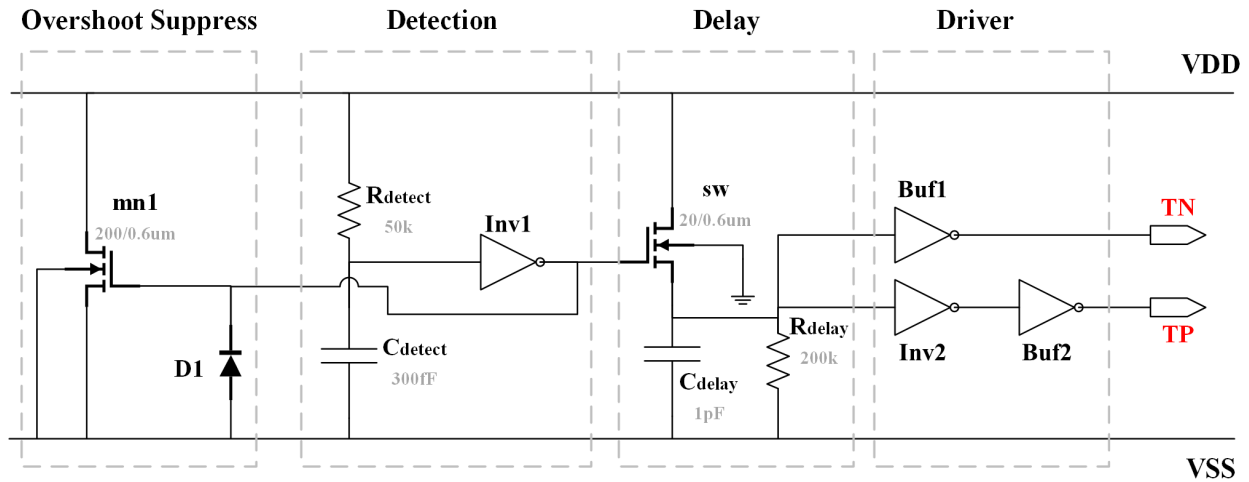 Overshoot Suppress
Detection
Delay
Driver
VDD
mn1
200/0.6um
D1
Rdetect
50k
Inv1
Cdetect
300fF
sw
20/0.6um
Cdelay
1pF
Rdelay
200k
Buf1
Inv2
Buf2
TN
TP
VSS